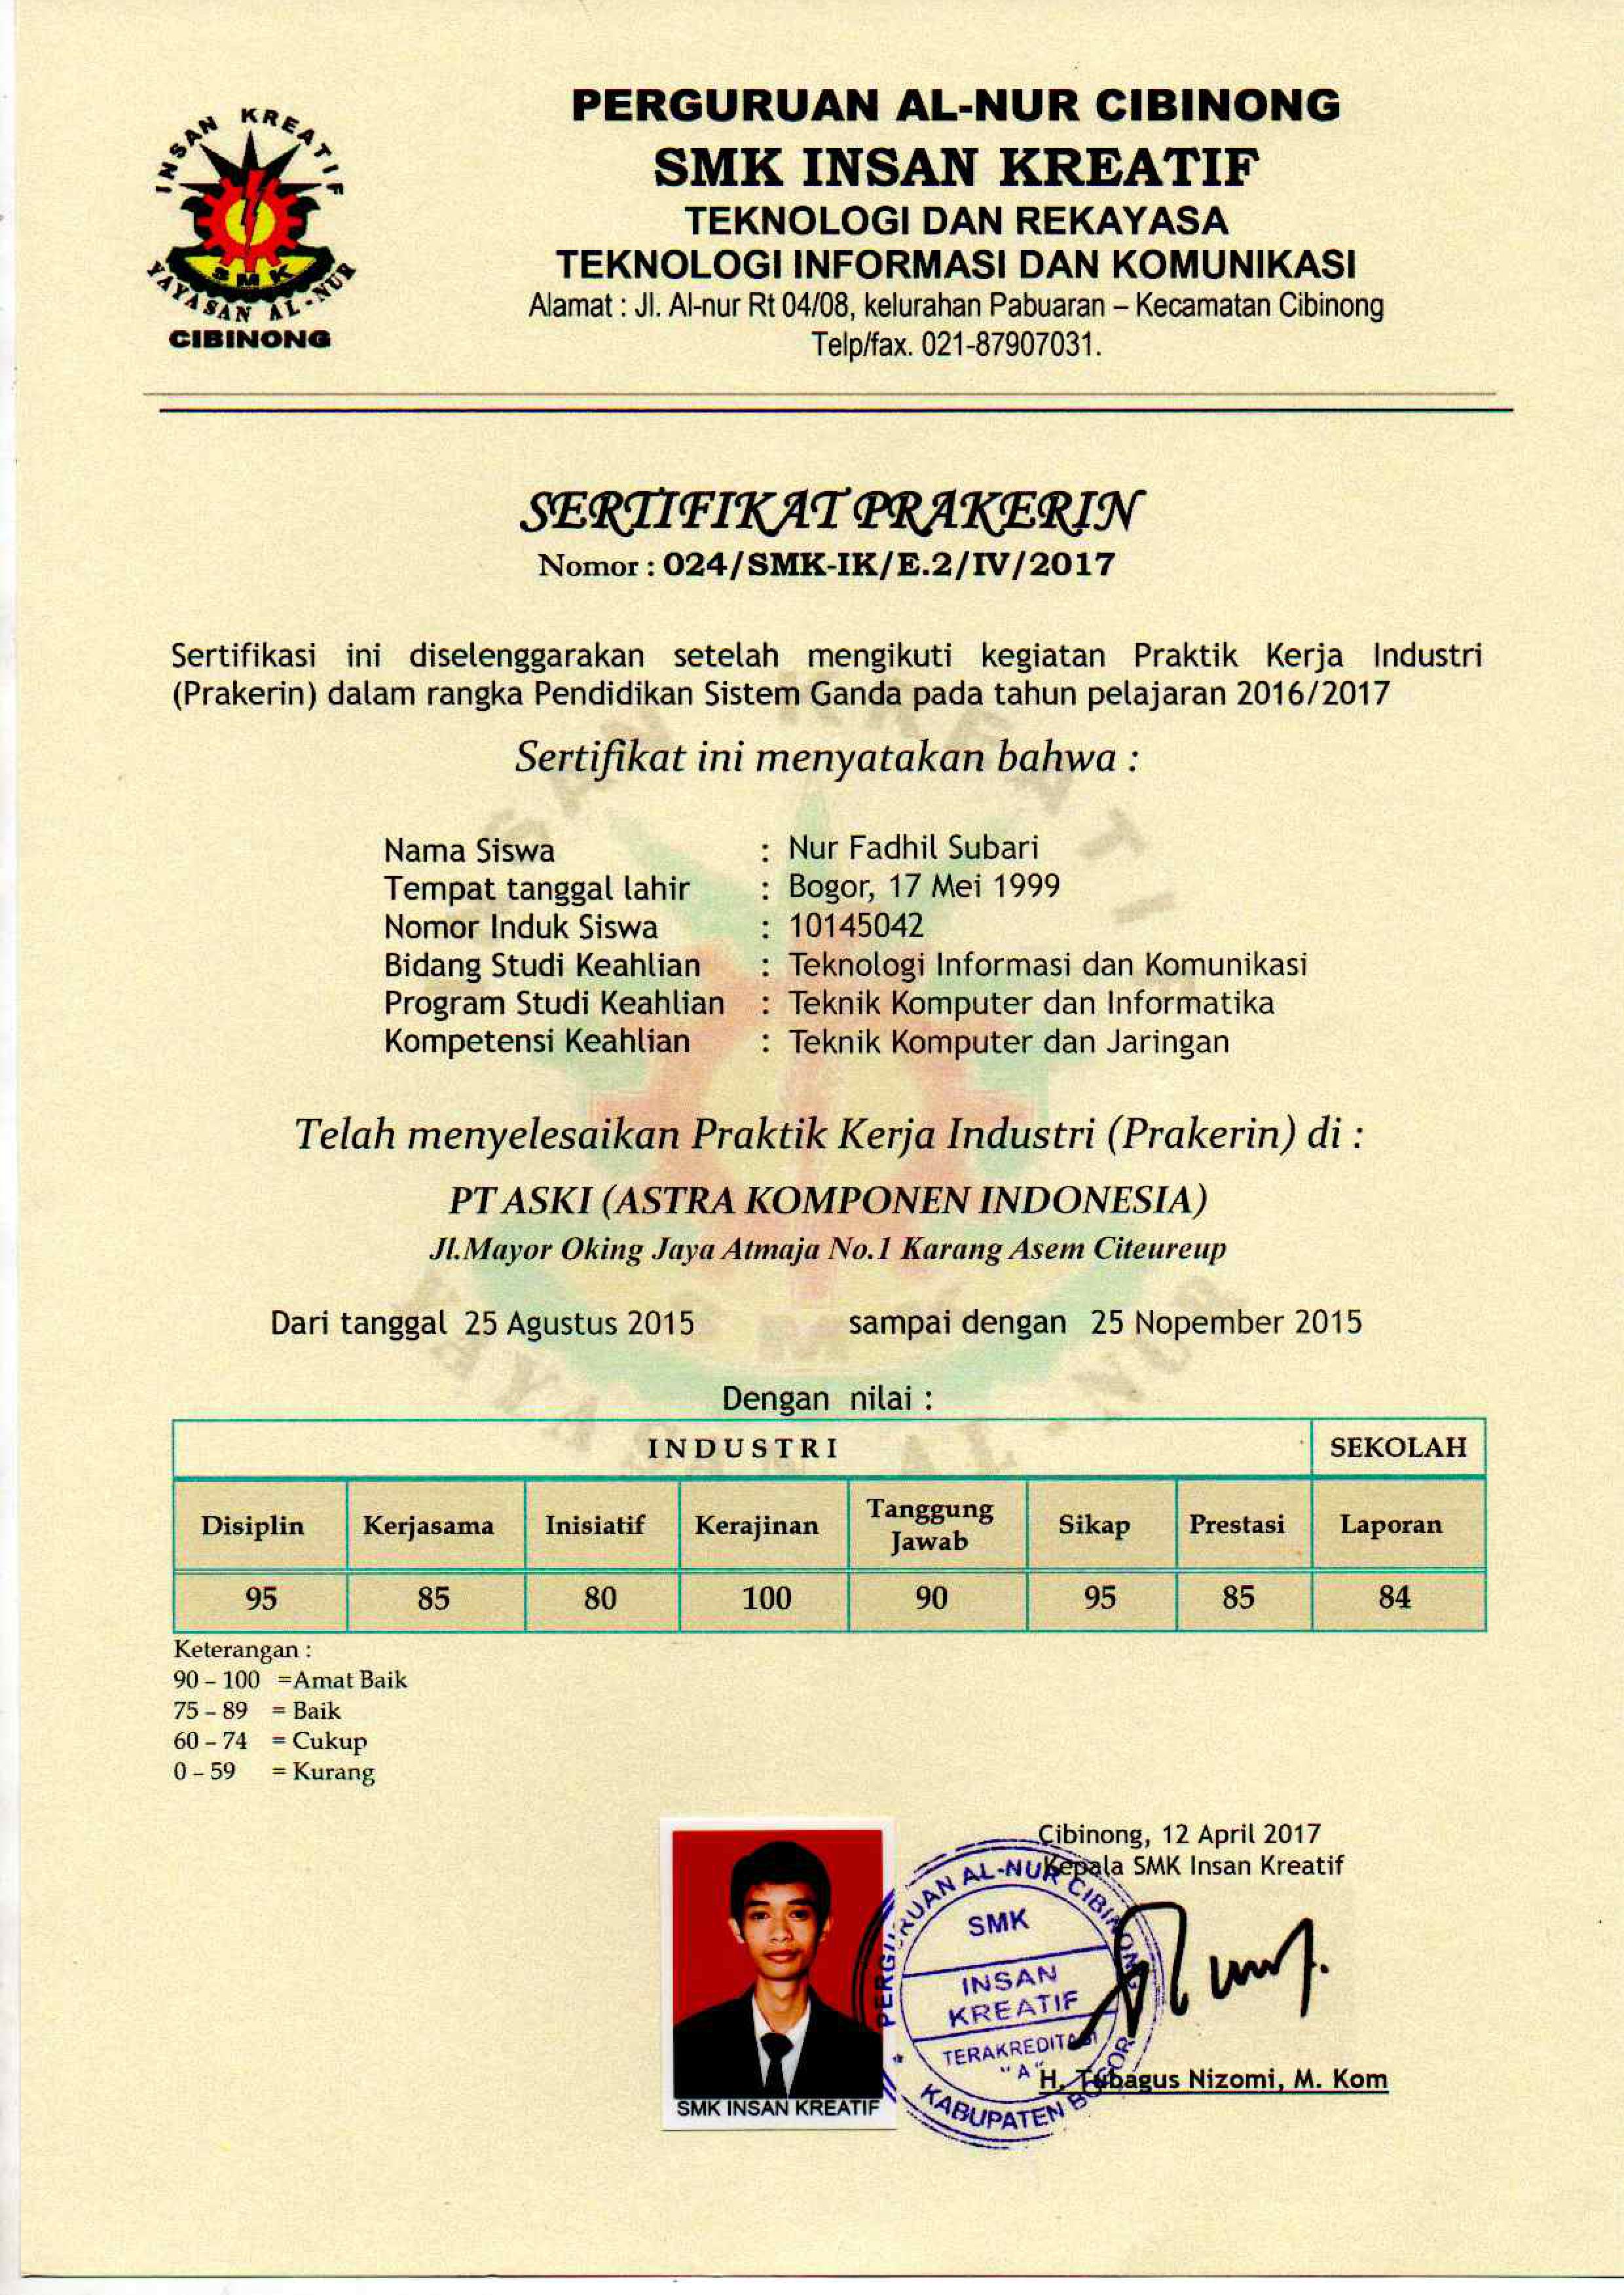 INSAN KREATIF
SMK
YAYASAN AL-NUR
CIBINONG
PERGURUAN AL-NUR CIBINONG
SMK INSAN KREATIF
TEKNOLOGI DAN REKAYASA
TEKNOLOGI INFORMASI DAN KOMUNIKASI
Alamat : Jl. Al-nur Rt 04/08, kelurahan Pabuaran – Kecamatan Cibinong
Telp/fax. 021-87907031.
SERTIFIKAT PRAKERIN
Nomor : 024/SMK-IK/E.2/IV/2017
Sertifikasi ini diselenggarakan setelah mengikuti kegiatan Praktik Kerja Industri
(Prakerin) dalam rangka Pendidikan Sistem Ganda pada tahun pelajaran 2016/2017
Sertifikat ini menyatakan bahwa :
Nama Siswa : Nur Fadhil Subari
Tempat tanggal lahir : Bogor, 17 Mei 1999
Nomor Induk Siswa : 10145042
Bidang Studi Keahlian : Teknologi Informasi dan Komunikasi
Program Studi Keahlian : Teknik Komputer dan Informatika
Kompetensi Keahlian : Teknik Komputer dan Jaringan
Telah menyelesaikan Praktik Kerja Industri (Prakerin) di :
PT ASKI (ASTRA KOMPONEN INDONESIA)
Jl.Mayor Oking Jaya Atmaja No.1 Karang Asem Citeureup
Dari tanggal 25 Agustus 2015 sampai dengan 25 Nopember 2015
Dengan nilai :
INDUSTRI SEKOLAH
Disiplin Kerjasama Inisiatif Kerajinan Tanggung Jawab Sikap Prestasi Laporan
95 85 80 100 90 95 85 84
Keterangan :
90 – 100 =Amat Baik
75 – 89 = Baik
60 – 74 = Cukup
0 – 59 = Kurang
Cibinong, 12 April 2017
Kepala SMK Insan Kreatif
PERGURUAN AL-NUR CIBINONG
SMK
INSAN
KREATIF
TERAKREDITASI
"A"
KABUPATEN BOGOR
H. Tubagus Nizomi, M. Kom
SMK INSAN KREATIF